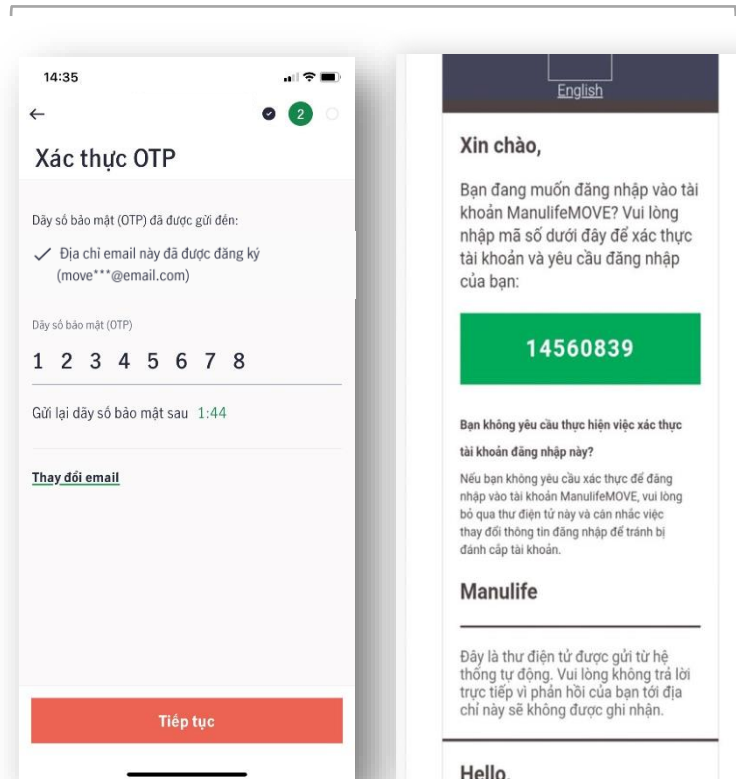 14:35
2
Xác thực OTP
Dãy số bảo mật (OTP) đã được gửi đến:
Địa chỉ email này đã được đăng ký
(move***@email.com)
Dãy số bảo mật (OTP)
1 2 3 4 5 6 7 8
Gửi lại dãy số bảo mật sau 1:44
Thay đổi email
Tiếp tục
English
Xin chào,
Bạn đang muốn đăng nhập vào tài
khoản ManulifeMOVE? Vui lòng
nhập mã số dưới đây để xác thực
tài khoản và yêu cầu đăng nhập
của bạn:
14560839
Bạn không yêu cầu thực hiện việc xác thực
tài khoản đăng nhập này?
Nếu bạn không yêu cầu xác thực để đăng
nhập vào tài khoản ManulifeMOVE, vui lòng
bỏ qua thư điện tử này và cân nhắc việc
thay đổi thông tin đăng nhập để tránh bị
đánh cắp tài khoản.
Manulife
Đây là thư điện tử được gửi từ hệ
thống tự động. Vui lòng không trả lời
trực tiếp vì phản hồi của bạn tới địa
chỉ này sẽ không được ghi nhận.
Hello,